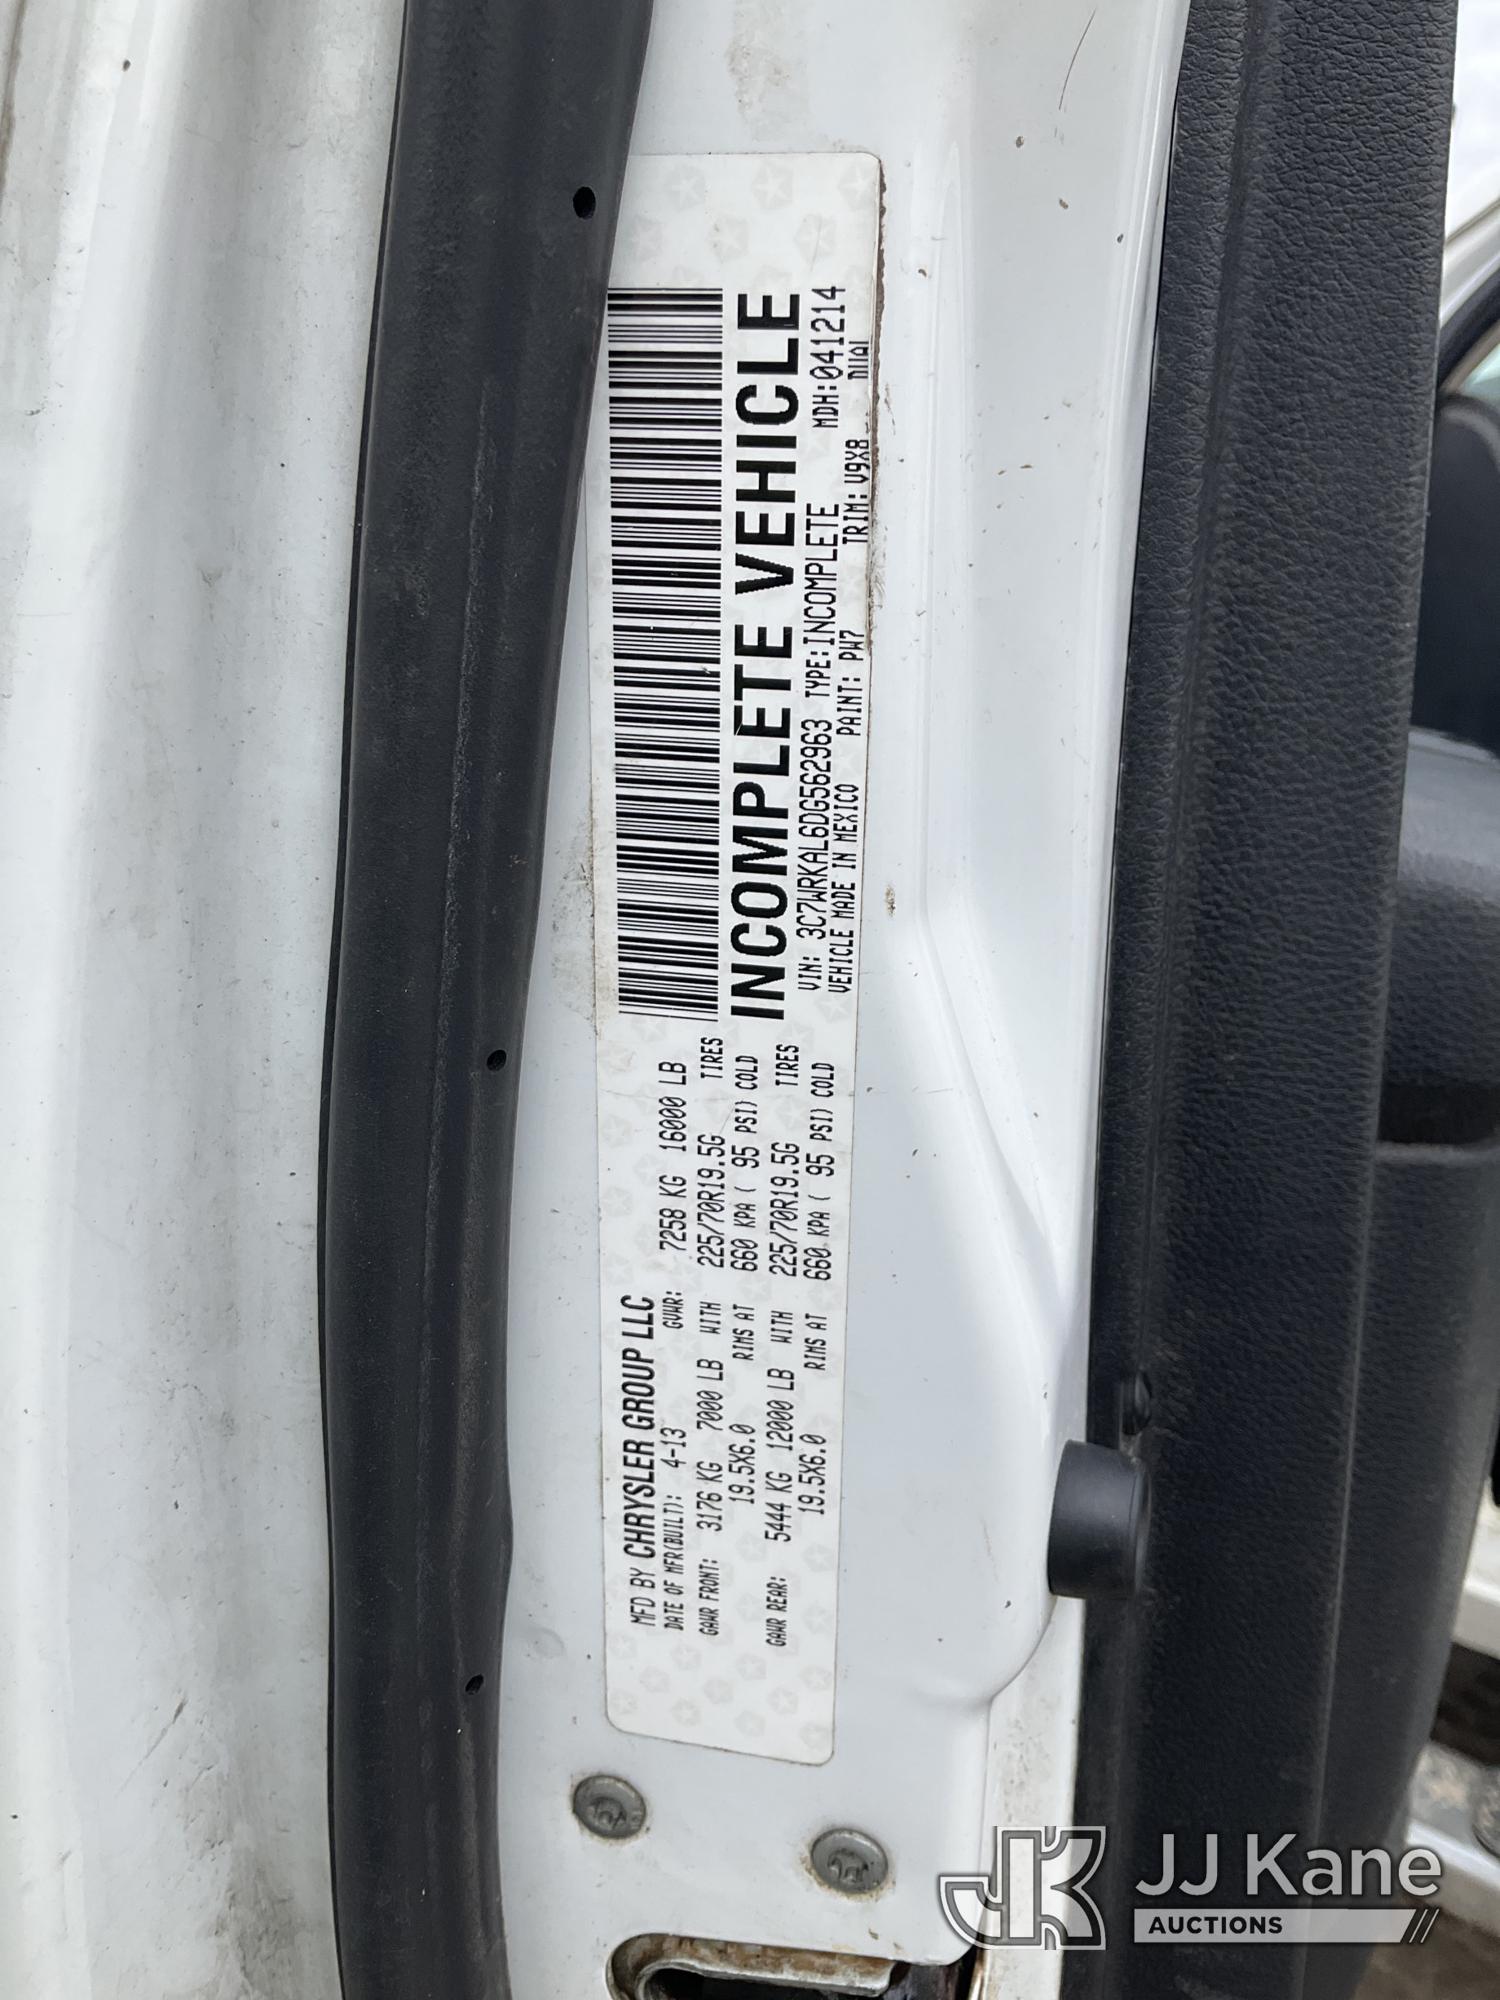 MFD BY CHRYSLER GROUP LLC
DATE OF MFR(BUILT): 4-13 GVWR: 7258 KG 16000 LB
GAWR FRONT: 3176 KG 7000 LB WITH 225/70R19.5G TIRES
19.5X6.0 RIMS AT 660 KPA ( 95 PSI) COLD
GAWR REAR: 5444 KG 12000 LB WITH 225/70R19.5G TIRES
19.5X6.0 RIMS AT 660 KPA ( 95 PSI) COLD
INCOMPLETE VEHICLE
VIN: 3C7WRKAL6DG562963 TYPE:INCOMPLETE MDH:041214
VEHICLE MADE IN MEXICO PAINT: PW7 TRIM: V9X8 DUAL
JJ Kane
AUCTIONS